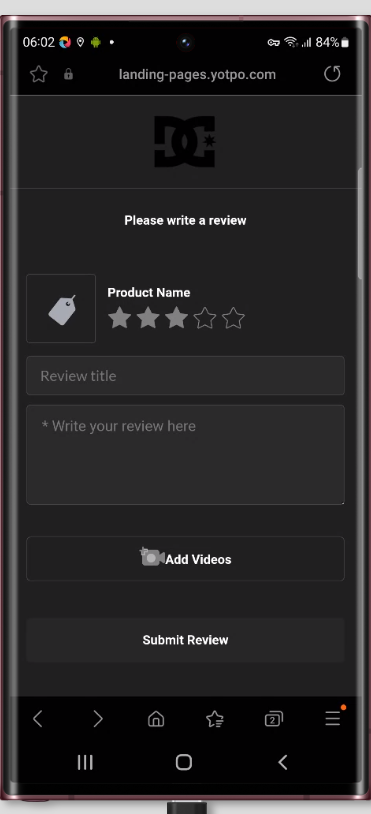 06:02 84%
landing-pages.yotpo.com
DC
Please write a review
Product Name
Review title
* Write your review here
Add Videos
Submit Review
2